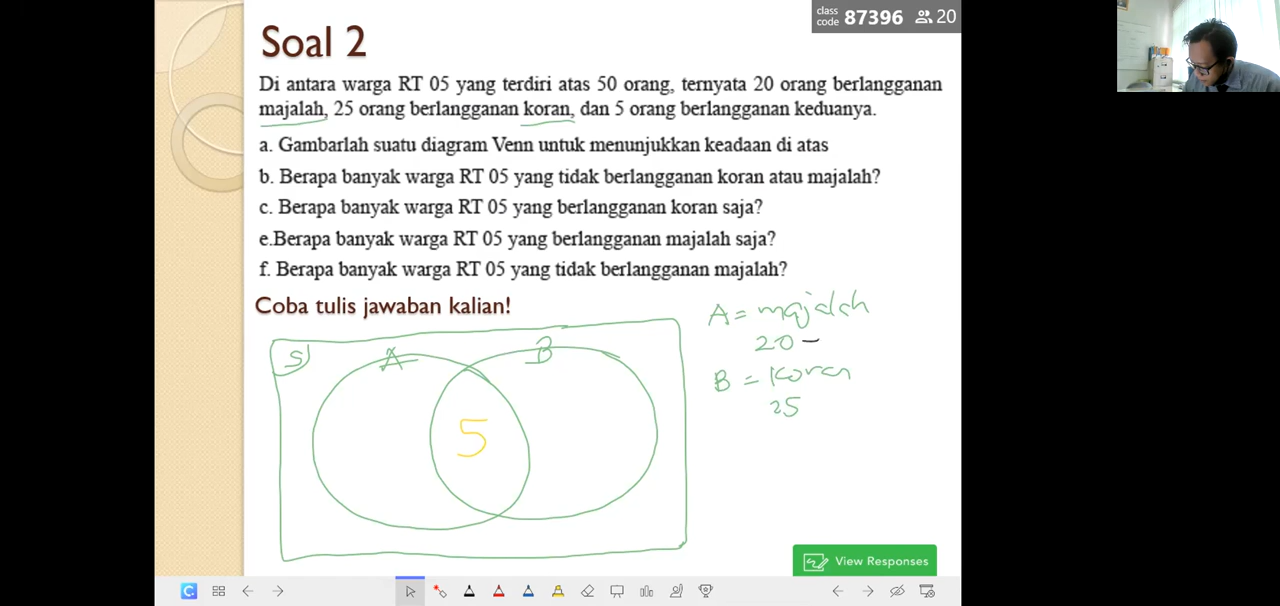 class code 87396 20
Soal 2
Di antara warga RT 05 yang terdiri atas 50 orang, ternyata 20 orang berlangganan
majalah, 25 orang berlangganan koran, dan 5 orang berlangganan keduanya.
a. Gambarlah suatu diagram Venn untuk menunjukkan keadaan di atas
b. Berapa banyak warga RT 05 yang tidak berlangganan koran atau majalah?
c. Berapa banyak warga RT 05 yang berlangganan koran saja?
e.Berapa banyak warga RT 05 yang berlangganan majalah saja?
f. Berapa banyak warga RT 05 yang tidak berlangganan majalah?
Coba tulis jawaban kalian!
A = majalah
20 -
B = Koran
25
S A B
5
View Responses